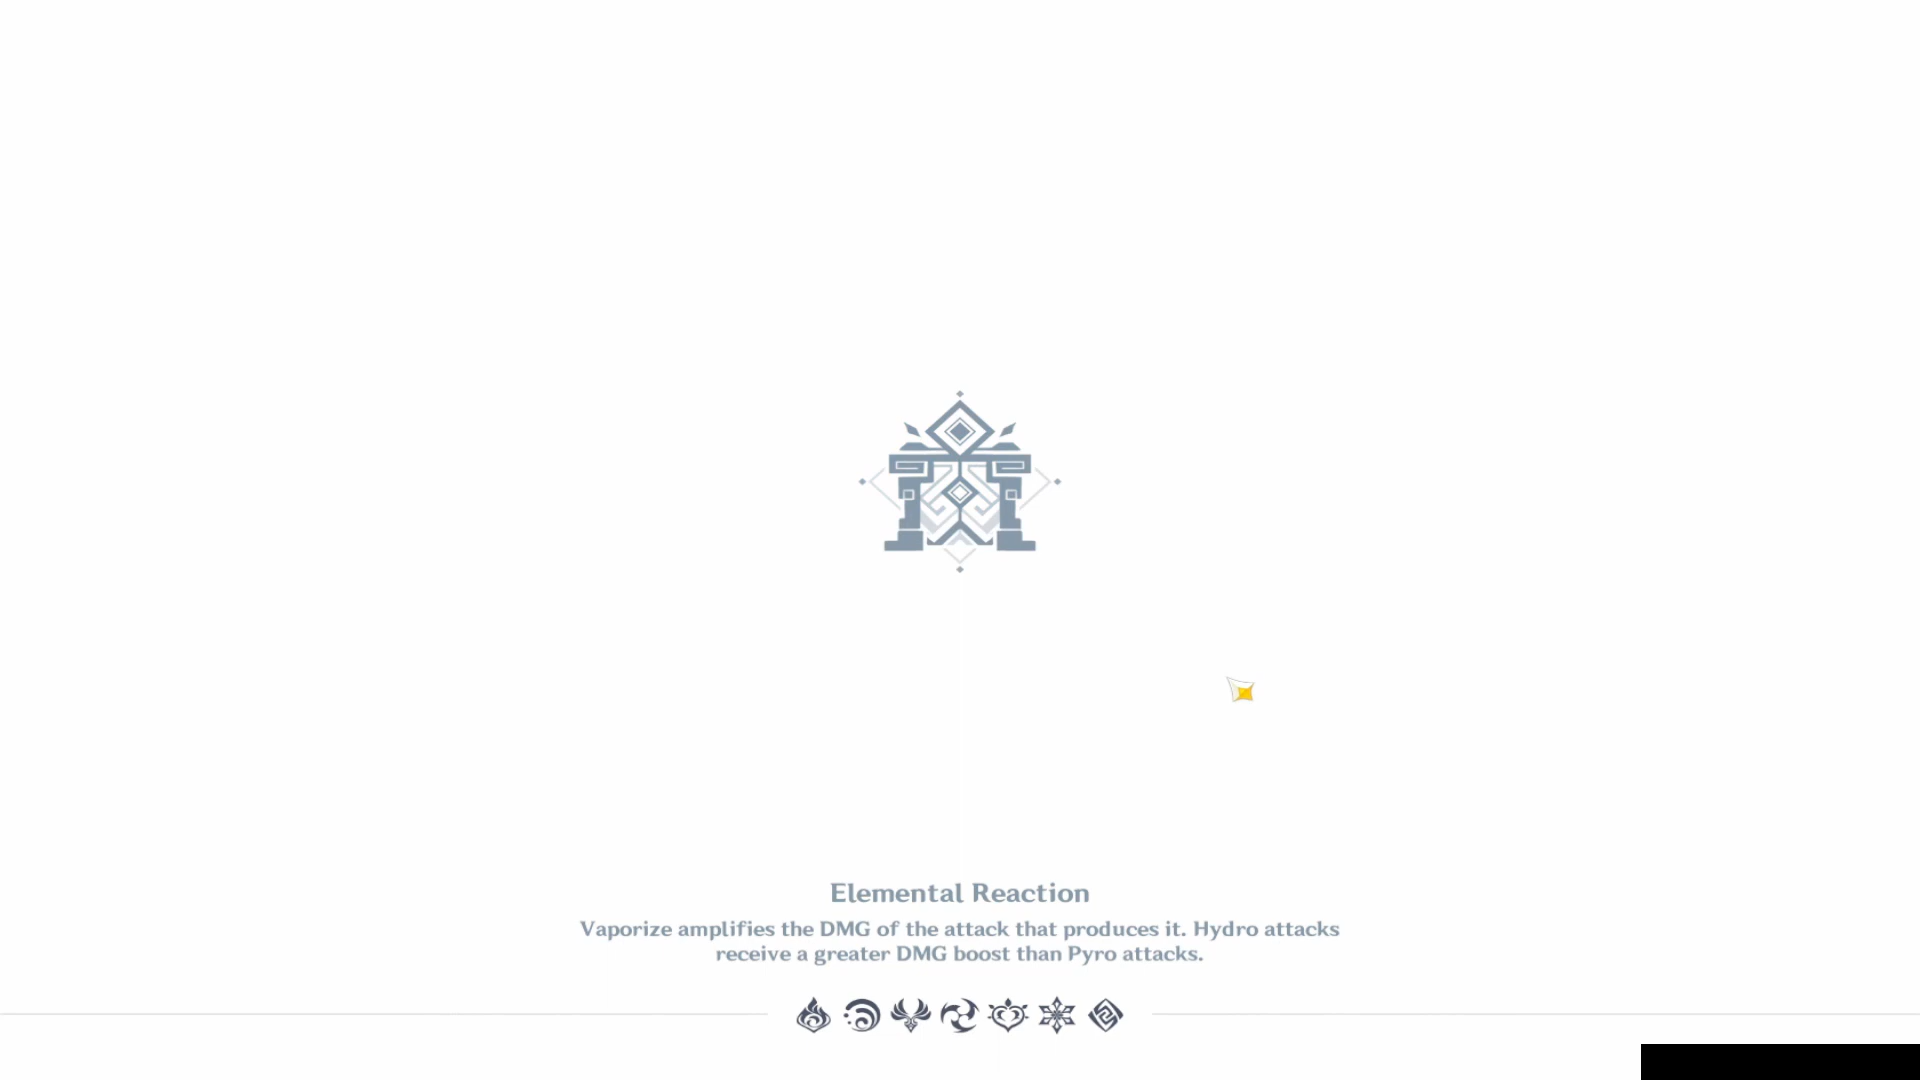 Elemental Reaction
Vaporize amplifies the DMG of the attack that produces it. Hydro attacks
receive a greater DMG boost than Pyro attacks.